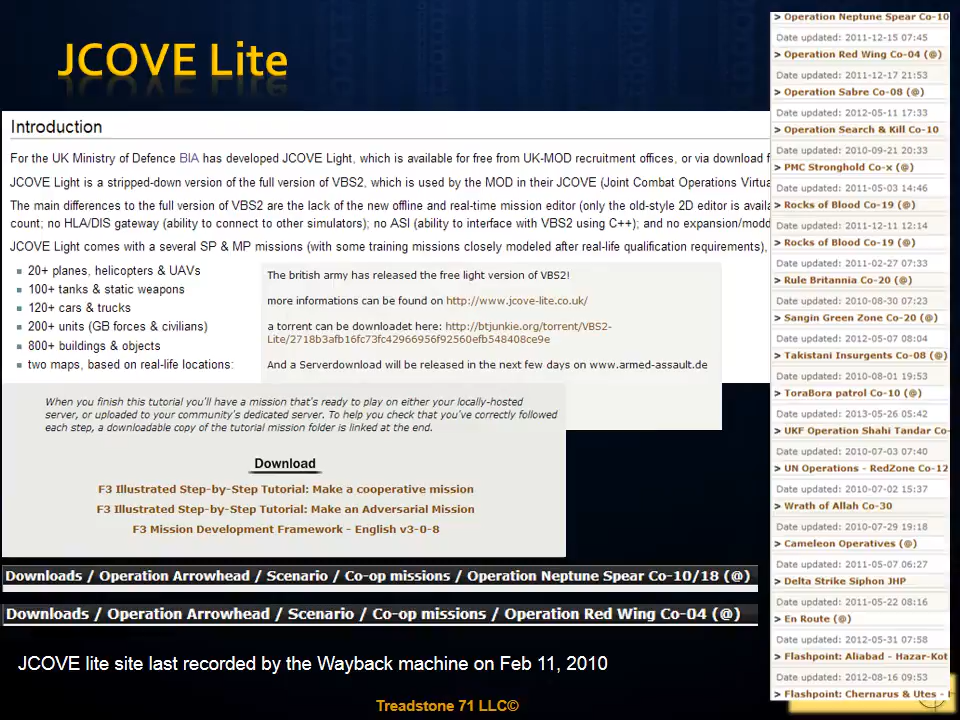 JCOVE Lite
Introduction
For the UK Ministry of Defence BIA has developed JCOVE Light, which is available for free from UK-MOD recruitment offices, or via download f
JCOVE Light is a stripped-down version of the full version of VBS2, which is used by the MOD in their JCOVE (Joint Combat Operations Virtua
The main differences to the full version of VBS2 are the lack of the new offline and real-time mission editor (only the old-style 2D editor is availa
count; no HLA/DIS gateway (ability to connect to other simulators); no ASI (ability to interface with VBS2 using C++); and no expansion/modd
JCOVE Light comes with a several SP & MP missions (with some training missions closely modeled after real-life qualification requirements),
20+ planes, helicopters & UAVs
100+ tanks & static weapons
120+ cars & trucks
200+ units (GB forces & civilians)
800+ buildings & objects
two maps, based on real-life locations:
The british army has released the free light version of VBS2!
more informations can be found on http://www.jcove-lite.co.uk/
a torrent can be downloadet here: http://btjunkie.org/torrent/VBS2-
Lite/2718b3afb16fc73fc42966956f92560efb548408ce9e
And a Serverdownload will be released in the next few days on www.armed-assault.de
When you finish this tutorial you'll have a mission that's ready to play on either your locally-hosted
server, or uploaded to your community's dedicated server. To help you check that you've correctly followed
each step, a downloadable copy of the tutorial mission folder is linked at the end.
Download
F3 Illustrated Step-by-Step Tutorial: Make a cooperative mission
F3 Illustrated Step-by-Step Tutorial: Make an Adversarial Mission
F3 Mission Development Framework - English v3-0-8
Downloads / Operation Arrowhead / Scenario / Co-op missions / Operation Neptune Spear Co-10/18 (@)
Downloads / Operation Arrowhead / Scenario / Co-op missions / Operation Red Wing Co-04 (@)
JCOVE lite site last recorded by the Wayback machine on Feb 11, 2010
Treadstone 71 LLC©
> Operation Neptune Spear Co-10
Date updated: 2011-12-15 07:45
> Operation Red Wing Co-04 (@)
Date updated: 2011-12-17 21:53
> Operation Sabre Co-08 (@)
Date updated: 2012-05-11 17:33
> Operation Search & Kill Co-10
Date updated: 2010-09-21 20:33
> PMC Stronghold Co-x (@)
Date updated: 2011-05-03 14:46
> Rocks of Blood Co-19 (@)
Date updated: 2011-12-11 12:14
> Rocks of Blood Co-19 (@)
Date updated: 2011-02-27 07:33
> Rule Britannia Co-20 (@)
Date updated: 2010-08-30 07:23
> Sangin Green Zone Co-20 (@)
Date updated: 2012-05-07 08:04
> Takistani Insurgents Co-08 (@)
Date updated: 2010-08-01 19:53
> ToraBora patrol Co-10 (@)
Date updated: 2013-05-26 05:42
> UKF Operation Shahi Tandar Co-
Date updated: 2010-07-03 07:40
> UN Operations - RedZone Co-12
Date updated: 2010-07-02 15:37
> Wrath of Allah Co-30
Date updated: 2010-07-29 19:18
> Cameleon Operatives (@)
Date updated: 2011-05-07 06:27
> Delta Strike Siphon JHP
Date updated: 2011-05-22 08:16
> En Route (@)
Date updated: 2012-05-31 07:58
> Flashpoint: Aliabad - Hazar-Kot
Date updated: 2012-08-16 09:53
> Flashpoint: Chernarus & Utes -